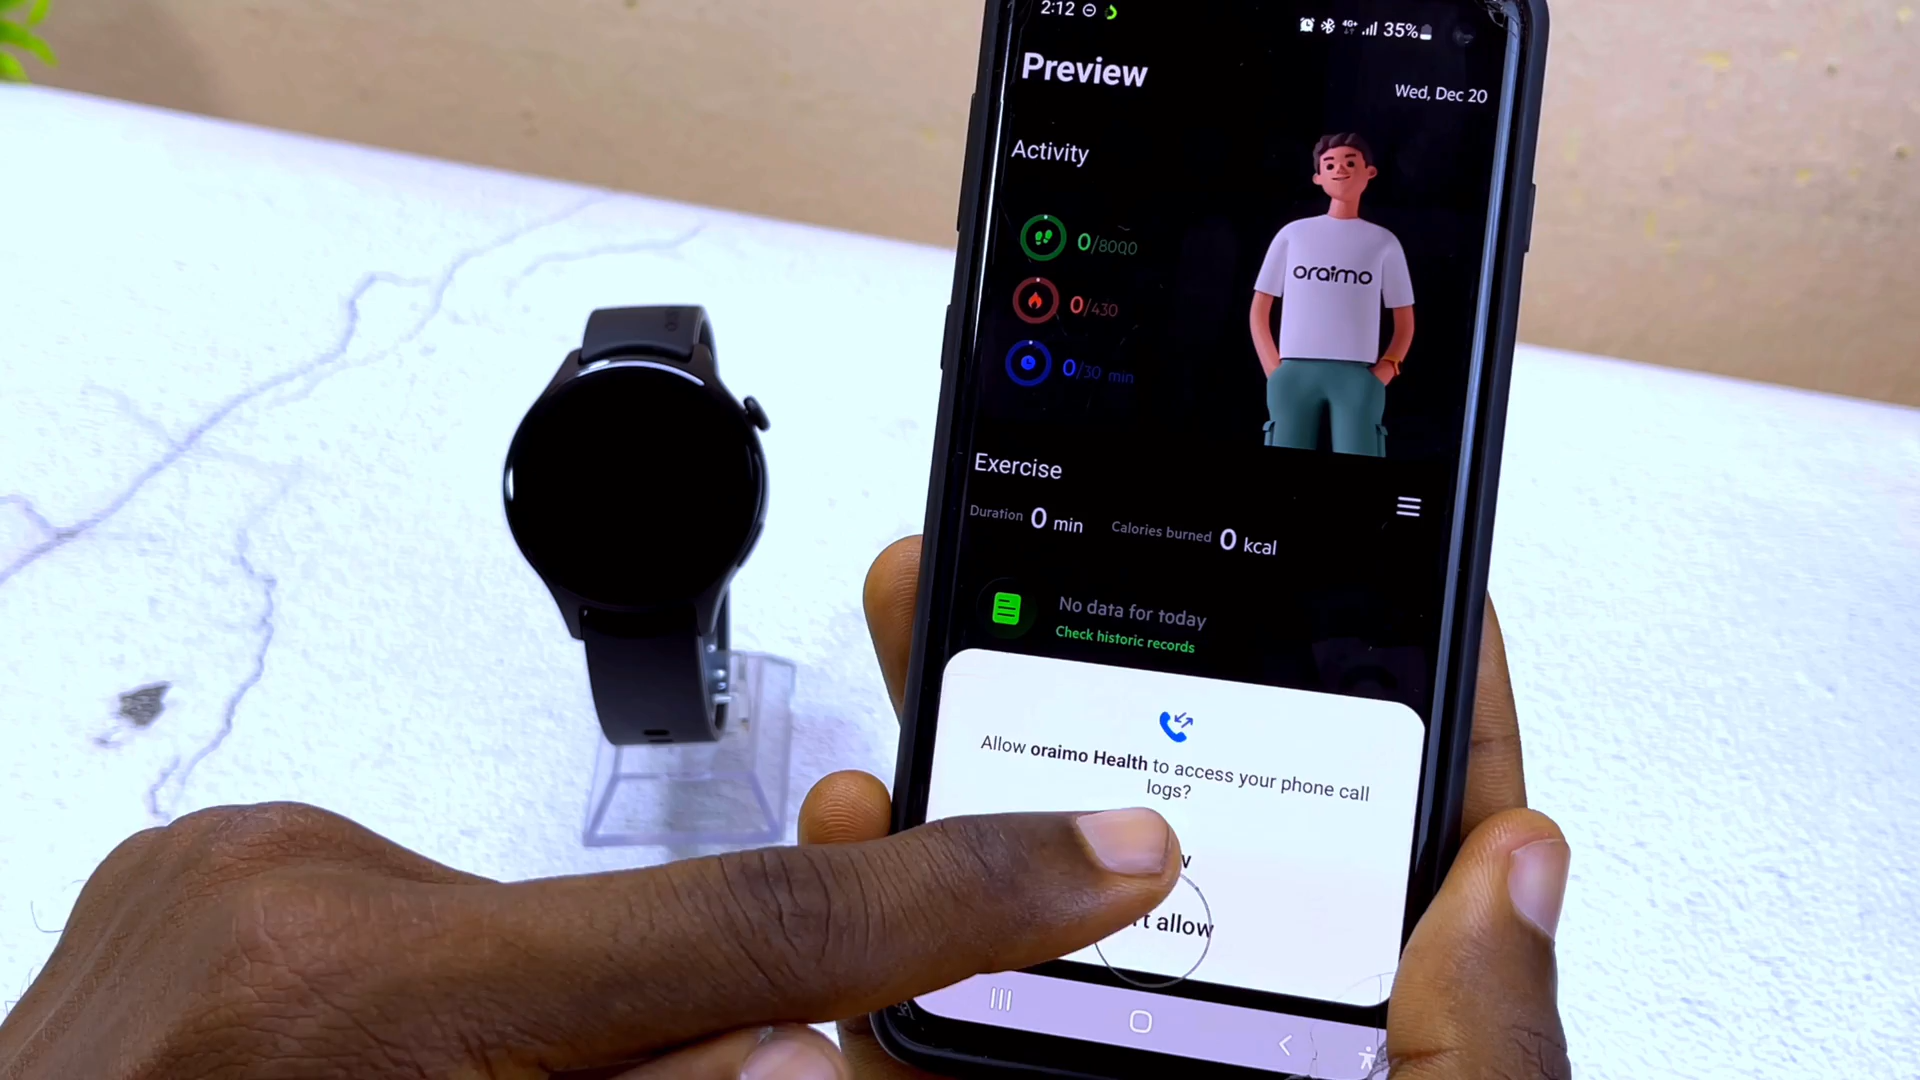 2:12
4G+
35%
Preview
Wed, Dec 20
Activity
0/8000
0/430
0/30 min
oraimo
Exercise
Duration 0 min
Calories burned 0 kcal
No data for today
Check historic records
Allow oraimo Health to access your phone call
logs?
allow